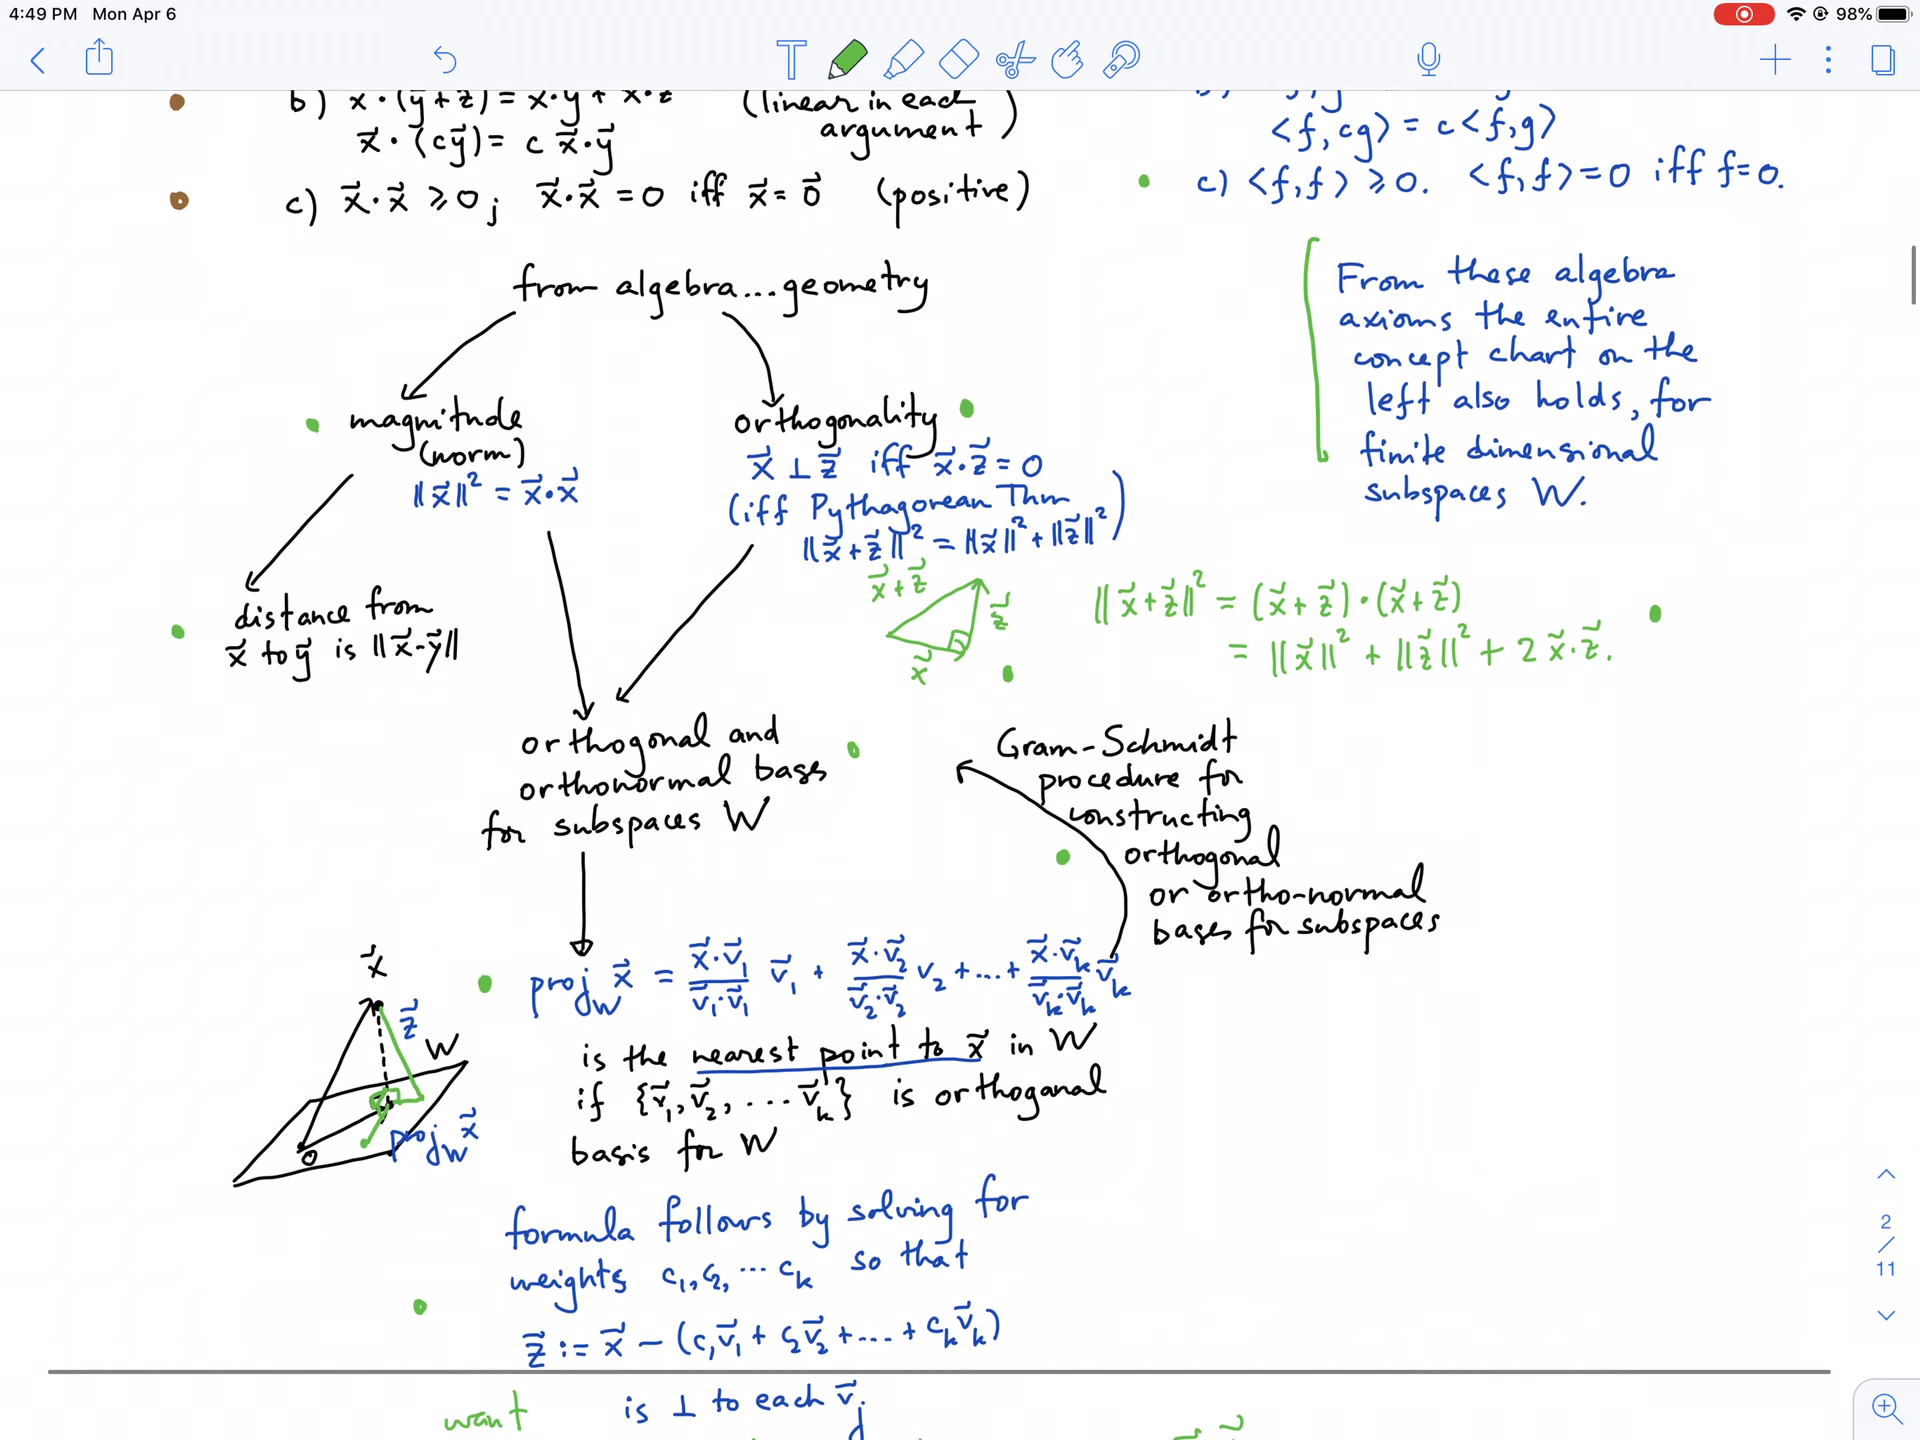 4:49 PM Mon Apr 6
98%
b) x⃗·(y⃗+z⃗) = x⃗·y⃗ + x⃗·z⃗ (linear in each
x⃗·(cy⃗) = c x⃗·y⃗ argument)
c) x⃗·x⃗ ≥ 0; x⃗·x⃗ = 0 iff x⃗ = 0⃗ (positive)
<f,cg> = c<f,g>
c) <f,f> ≥ 0. <f,f> = 0 iff f=0.
from algebra...geometry
From these algebra
axioms the entire
concept chart on the
left also holds, for
finite dimensional
subspaces W.
magnitude
(norm)
||x⃗||² = x⃗·x⃗
orthogonality
x⃗ ⊥ z⃗ iff x⃗·z⃗ = 0
(iff Pythagorean Thm
||x⃗+z⃗||² = ||x⃗||² + ||z⃗||²)
distance from
x⃗ to y⃗ is ||x⃗-y⃗||
x⃗+z⃗
z⃗
x⃗
||x⃗+z⃗||² = (x⃗+z⃗)·(x⃗+z⃗)
= ||x⃗||² + ||z⃗||² + 2 x⃗·z⃗.
orthogonal and
orthonormal bases
for subspaces W
Gram-Schmidt
procedure for
constructing
orthogonal
or ortho-normal
bases for subspaces
x⃗
z⃗
W
0
proj_W x⃗
proj_W x⃗ = (x⃗·v⃗₁)/(v⃗₁·v⃗₁) v⃗₁ + (x⃗·v⃗₂)/(v⃗₂·v⃗₂) v₂ + ... + (x⃗·v⃗ₖ)/(v⃗ₖ·v⃗ₖ) v⃗ₖ
is the nearest point to x⃗ in W
if {v⃗₁, v⃗₂, ... v⃗ₖ} is orthogonal
basis for W
formula follows by solving for
weights c₁, c₂, ... cₖ so that
z⃗ := x⃗ - (c₁v⃗₁ + c₂v⃗₂ + ... + cₖv⃗ₖ)
want is ⊥ to each v⃗ⱼ
2
/
11